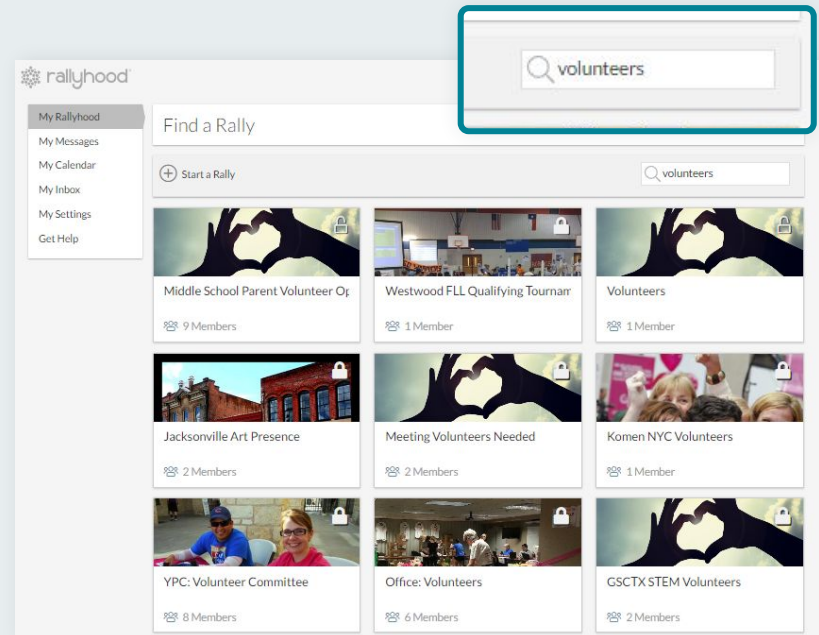 volunteers
rallyhood
My Rallyhood
My Messages
My Calendar
My Inbox
My Settings
Get Help
Find a Rally
Start a Rally
volunteers
Middle School Parent Volunteer Op
9 Members
Westwood FLL Qualifying Tournam
1 Member
Volunteers
1 Member
Jacksonville Art Presence
2 Members
Meeting Volunteers Needed
2 Members
Komen NYC Volunteers
1 Member
YPC: Volunteer Committee
8 Members
Office: Volunteers
6 Members
GSCTX STEM Volunteers
2 Members